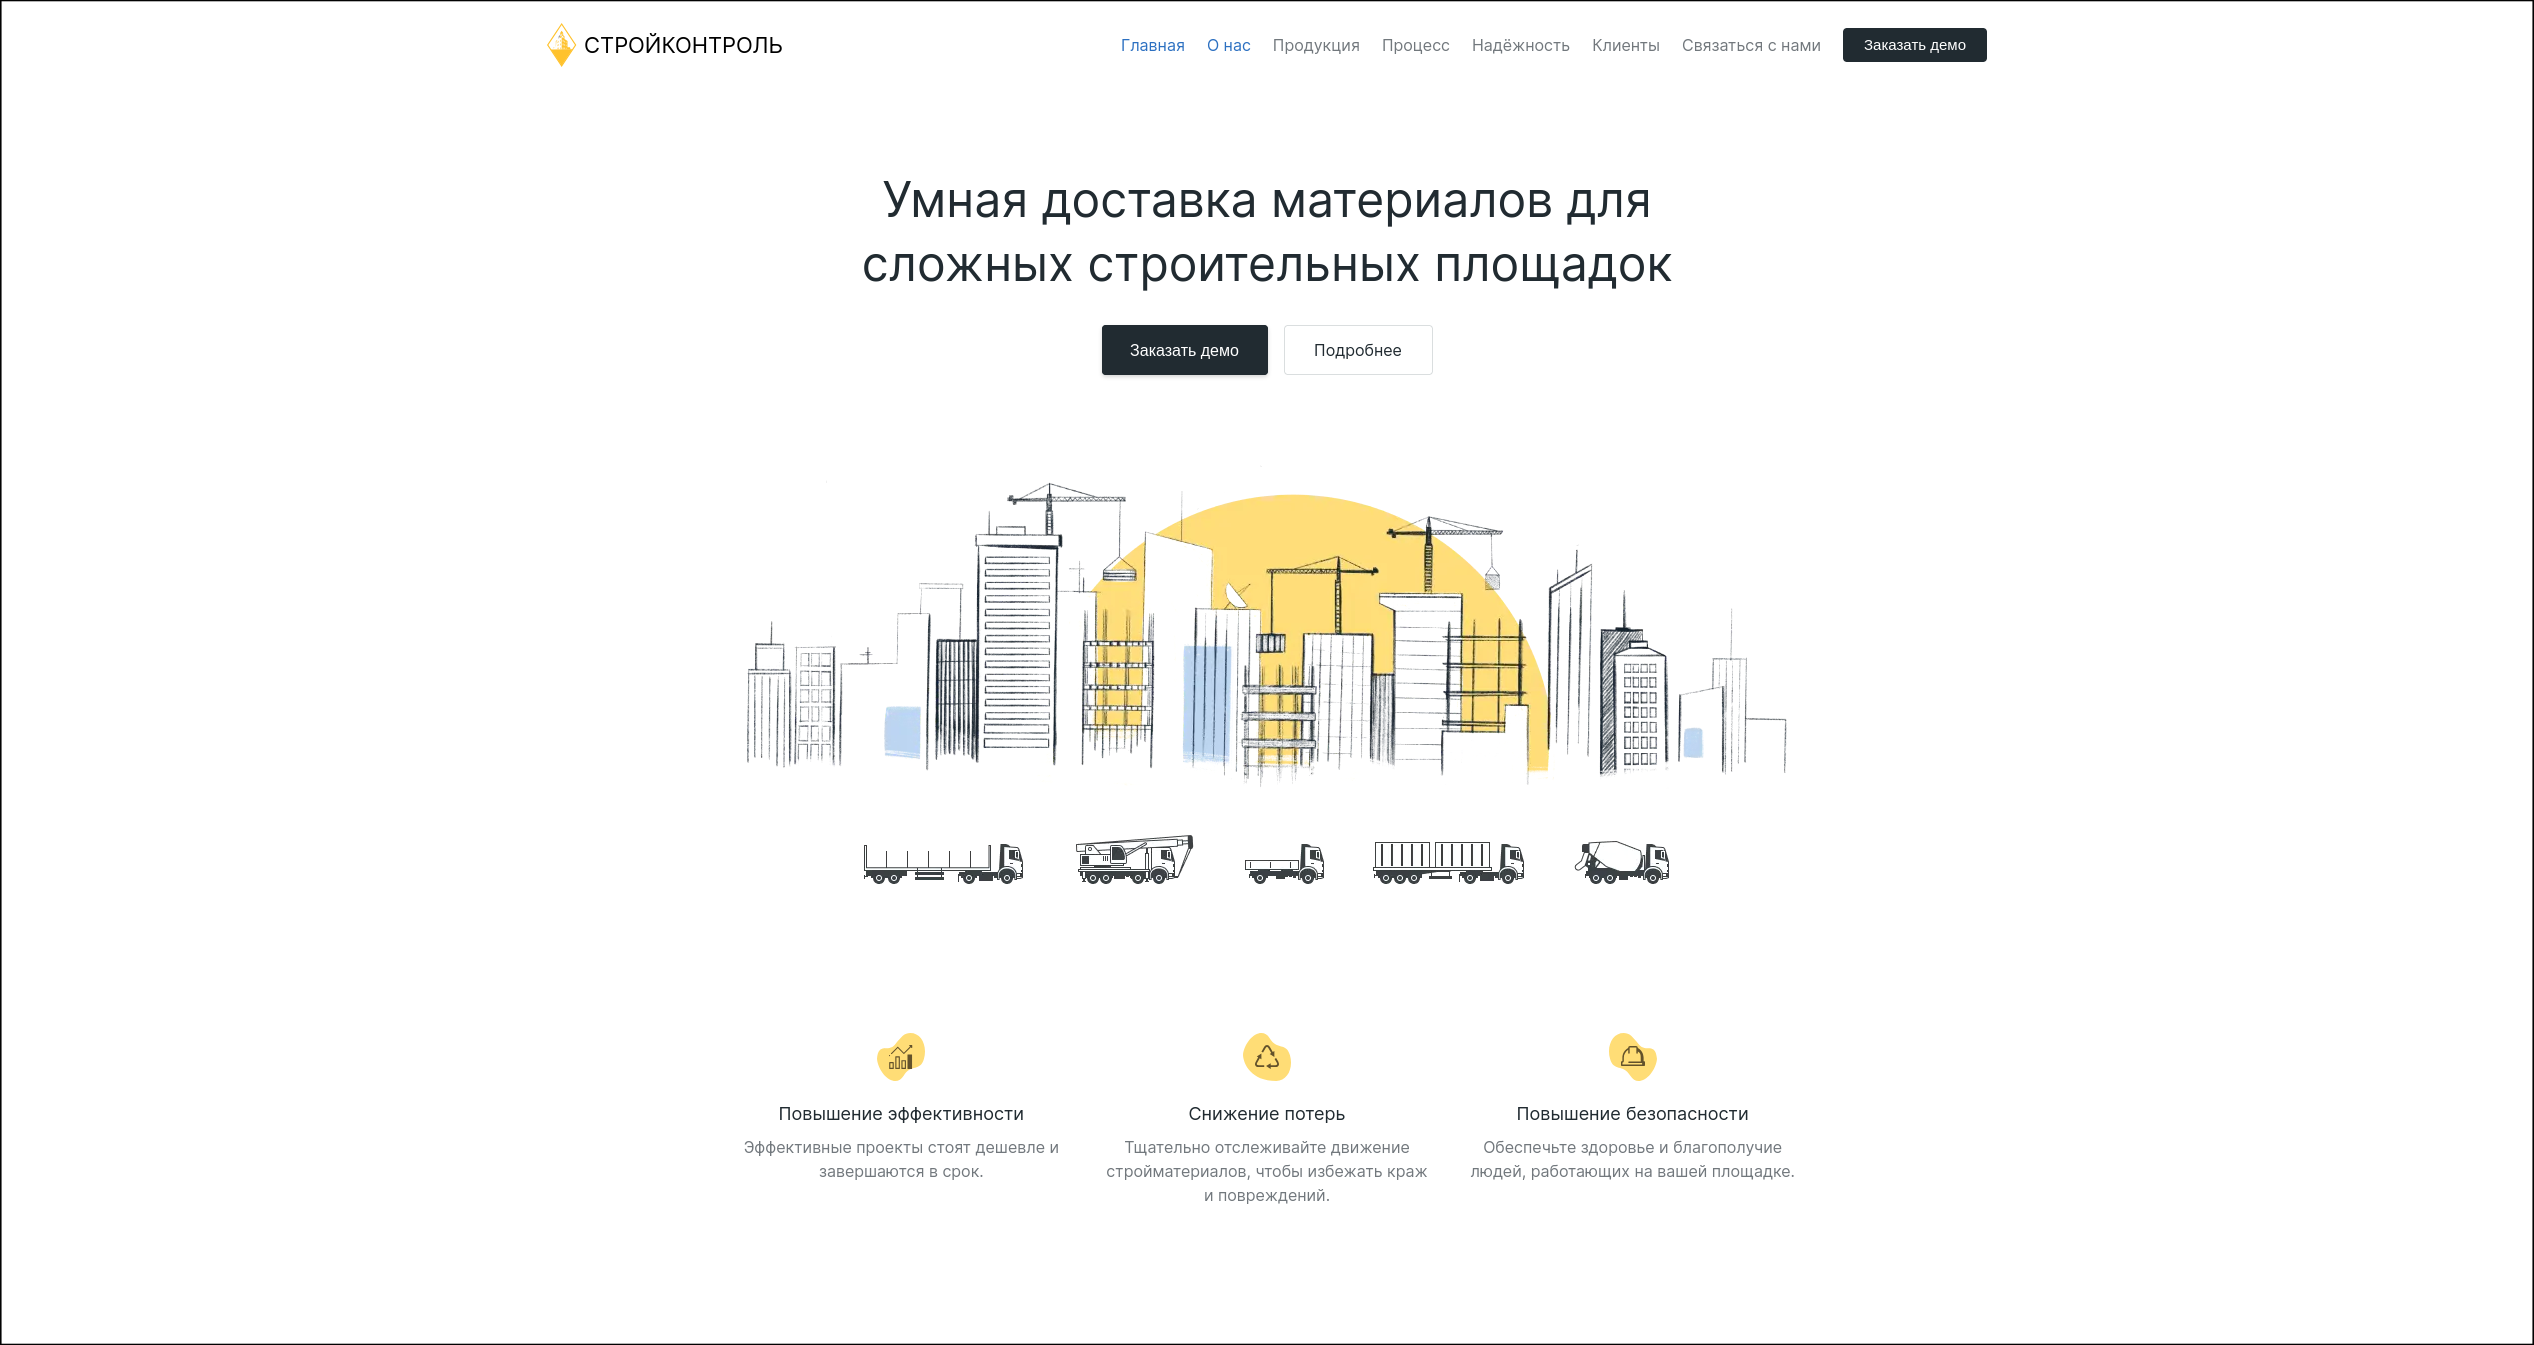 СТРОЙКОНТРОЛЬ
Главная О нас Продукция Процесс Надёжность Клиенты Связаться с нами Заказать демо
Умная доставка материалов для
сложных строительных площадок
Заказать демо Подробнее
Повышение эффективности
Эффективные проекты стоят дешевле и
завершаются в срок.
Снижение потерь
Тщательно отслеживайте движение
стройматериалов, чтобы избежать краж
и повреждений.
Повышение безопасности
Обеспечьте здоровье и благополучие
людей, работающих на вашей площадке.